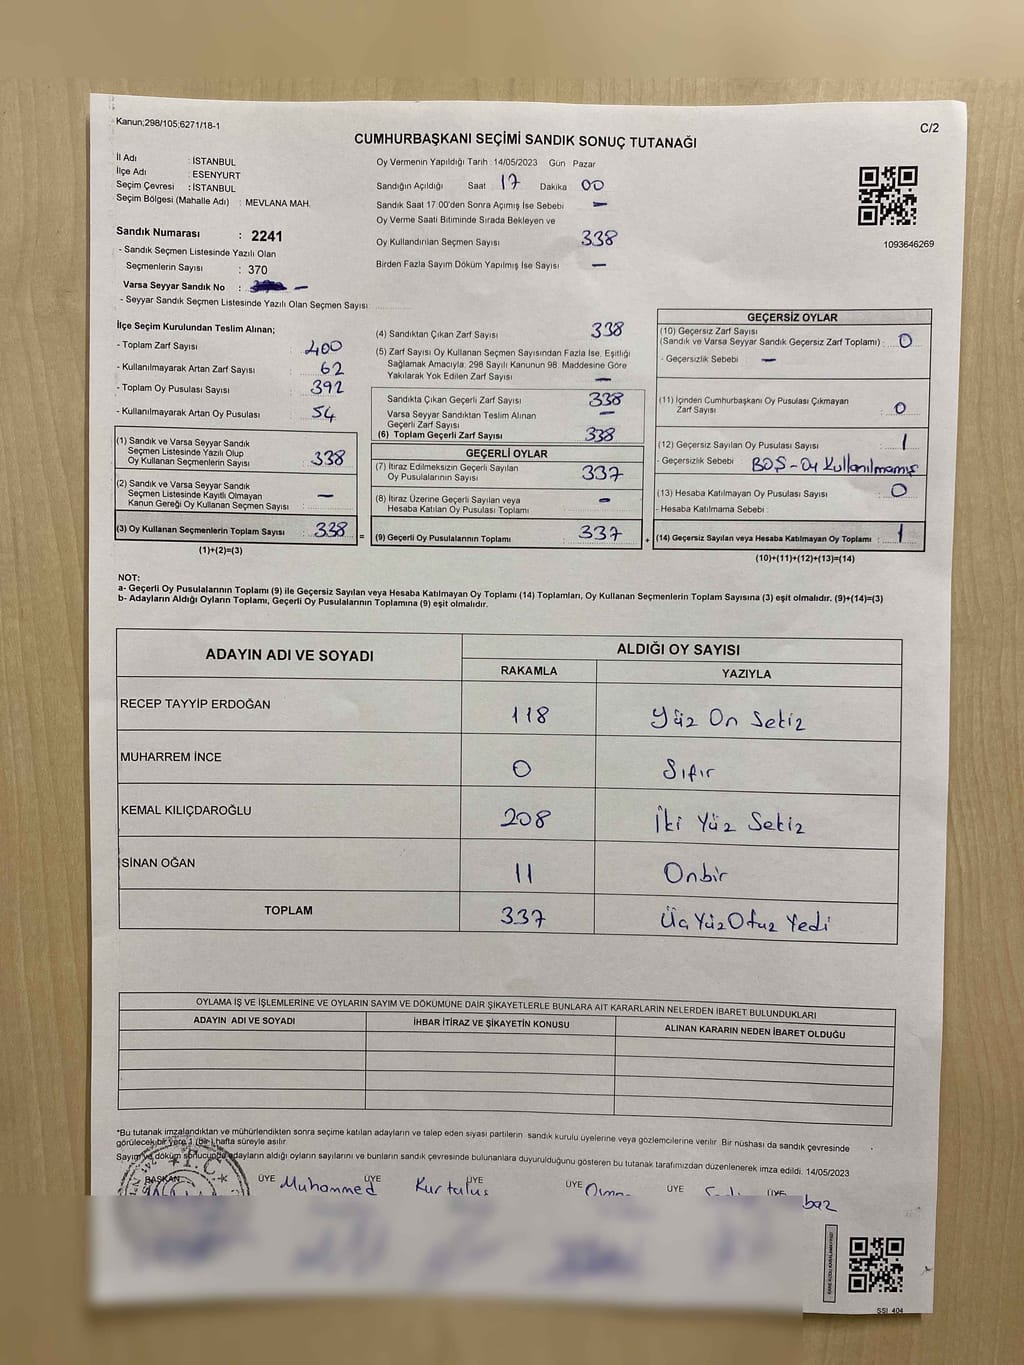 Kanun;298/105;6271/18-1
C/2
CUMHURBAŞKANI SEÇİMİ SANDIK SONUÇ TUTANAĞI
İl Adı : İSTANBUL
İlçe Adı : ESENYURT
Seçim Çevresi : İSTANBUL
Seçim Bölgesi (Mahalle Adı) : MEVLANA MAH.
Sandık Numarası : 2241
- Sandık Seçmen Listesinde Yazılı Olan
Seçmenlerin Sayısı : 370
Varsa Seyyar Sandık No : –
- Seyyar Sandık Seçmen Listesinde Yazılı Olan Seçmen Sayısı:
Oy Vermenin Yapıldığı Tarih : 14/05/2023 Gün Pazar
Sandığın Açıldığı Saat 17 Dakika 00
Sandık Saat 17:00'den Sonra Açımış İse Sebebi –
Oy Verme Saati Bitiminde Sırada Bekleyen ve
Oy Kullandırılan Seçmen Sayısı 338
Birden Fazla Sayım Döküm Yapılmış İse Sayısı –
1093646269
İlçe Seçim Kurulundan Teslim Alınan;
- Toplam Zarf Sayısı : 400
- Kullanılmayarak Artan Zarf Sayısı : 62
- Toplam Oy Pusulası Sayısı : 392
- Kullanılmayarak Artan Oy Pusulası : 54
(1) Sandık ve Varsa Seyyar Sandık
Seçmen Listesinde Yazılı Olup
Oy Kullanan Seçmenlerin Sayısı : 338
(2) Sandık ve Varsa Seyyar Sandık
Seçmen Listesinde Kayıtlı Olmayan
Kanun Gereği Oy Kullanan Seçmen Sayısı : –
(3) Oy Kullanan Seçmenlerin Toplam Sayısı : 338 =
(1)+(2)=(3)
(4) Sandıktan Çıkan Zarf Sayısı 338
(5) Zarf Sayısı Oy Kullanan Seçmen Sayısından Fazla İse, Eşitliği
Sağlamak Amacıyla; 298 Sayılı Kanunun 98. Maddesine Göre
Yakılarak Yok Edilen Zarf Sayısı –
Sandıkta Çıkan Geçerli Zarf Sayısı 338
Varsa Seyyar Sandıktan Teslim Alınan
Geçerli Zarf Sayısı –
(6) Toplam Geçerli Zarf Sayısı 338
GEÇERLİ OYLAR
(7) İtiraz Edilmeksizin Geçerli Sayılan
Oy Pusulalarının Sayısı 337
(8) İtiraz Üzerine Geçerli Sayılan veya
Hesaba Katılan Oy Pusulası Toplamı –
(9) Geçerli Oy Pusulalarının Toplamı : 337 +
GEÇERSİZ OYLAR
(10) Geçersiz Zarf Sayısı
(Sandık ve Varsa Seyyar Sandık Geçersiz Zarf Toplamı) : 0
- Geçersizlik Sebebi : –
(11) İçinden Cumhurbaşkanı Oy Pusulası Çıkmayan
Zarf Sayısı : 0
(12) Geçersiz Sayılan Oy Pusulası Sayısı : 1
- Geçersizlik Sebebi : BOŞ - Oy Kullanılmamış
(13) Hesaba Katılmayan Oy Pusulası Sayısı : 0
- Hesaba Katılmama Sebebi :
(14) Geçersiz Sayılan veya Hesaba Katılmayan Oy Toplamı : 1
(10)+(11)+(12)+(13)=(14)
NOT:
a- Geçerli Oy Pusulalarının Toplamı (9) ile Geçersiz Sayılan veya Hesaba Katılmayan Oy Toplamı (14) Toplamları, Oy Kullanan Seçmenlerin Toplam Sayısına (3) eşit olmalıdır. (9)+(14)=(3)
b- Adayların Aldığı Oyların Toplamı, Geçerli Oy Pusulalarının Toplamına (9) eşit olmalıdır.
ADAYIN ADI VE SOYADI
ALDIĞI OY SAYISI
RAKAMLA YAZIYLA
RECEP TAYYİP ERDOĞAN 118 Yüz On Sekiz
MUHARREM İNCE 0 Sıfır
KEMAL KILIÇDAROĞLU 208 İki Yüz Sekiz
SİNAN OĞAN 11 Onbir
TOPLAM 337 Üç Yüz Otuz Yedi
OYLAMA İŞ VE İŞLEMLERİNE VE OYLARIN SAYIM VE DÖKÜMÜNE DAİR ŞİKAYETLERLE BUNLARA AİT KARARLARIN NELERDEN İBARET BULUNDUKLARI
ADAYIN ADI VE SOYADI İHBAR İTİRAZ VE ŞİKAYETİN KONUSU ALINAN KARARIN NEDEN İBARET OLDUĞU
*Bu tutanak imzalandıktan ve mühürlendikten sonra seçime katılan adayların ve talep eden siyasi partilerin sandık kurulu üyelerine veya gözlemcilerine verilir. Bir nüshası da sandık çevresinde
görülecek bir yere 1 (bir) hafta süreyle asılır.
Sayım ve döküm sonucunda adayların aldığı oyların sayılarını ve bunların sandık çevresinde bulunanlara duyurulduğunu gösteren bu tutanak tarafımızdan düzenlenerek imza edildi. 14/05/2023
BAŞKAN ÜYE ÜYE ÜYE ÜYE ÜYE ÜYE
Muhammed Kurtuluş
T.C.
SSİ 404